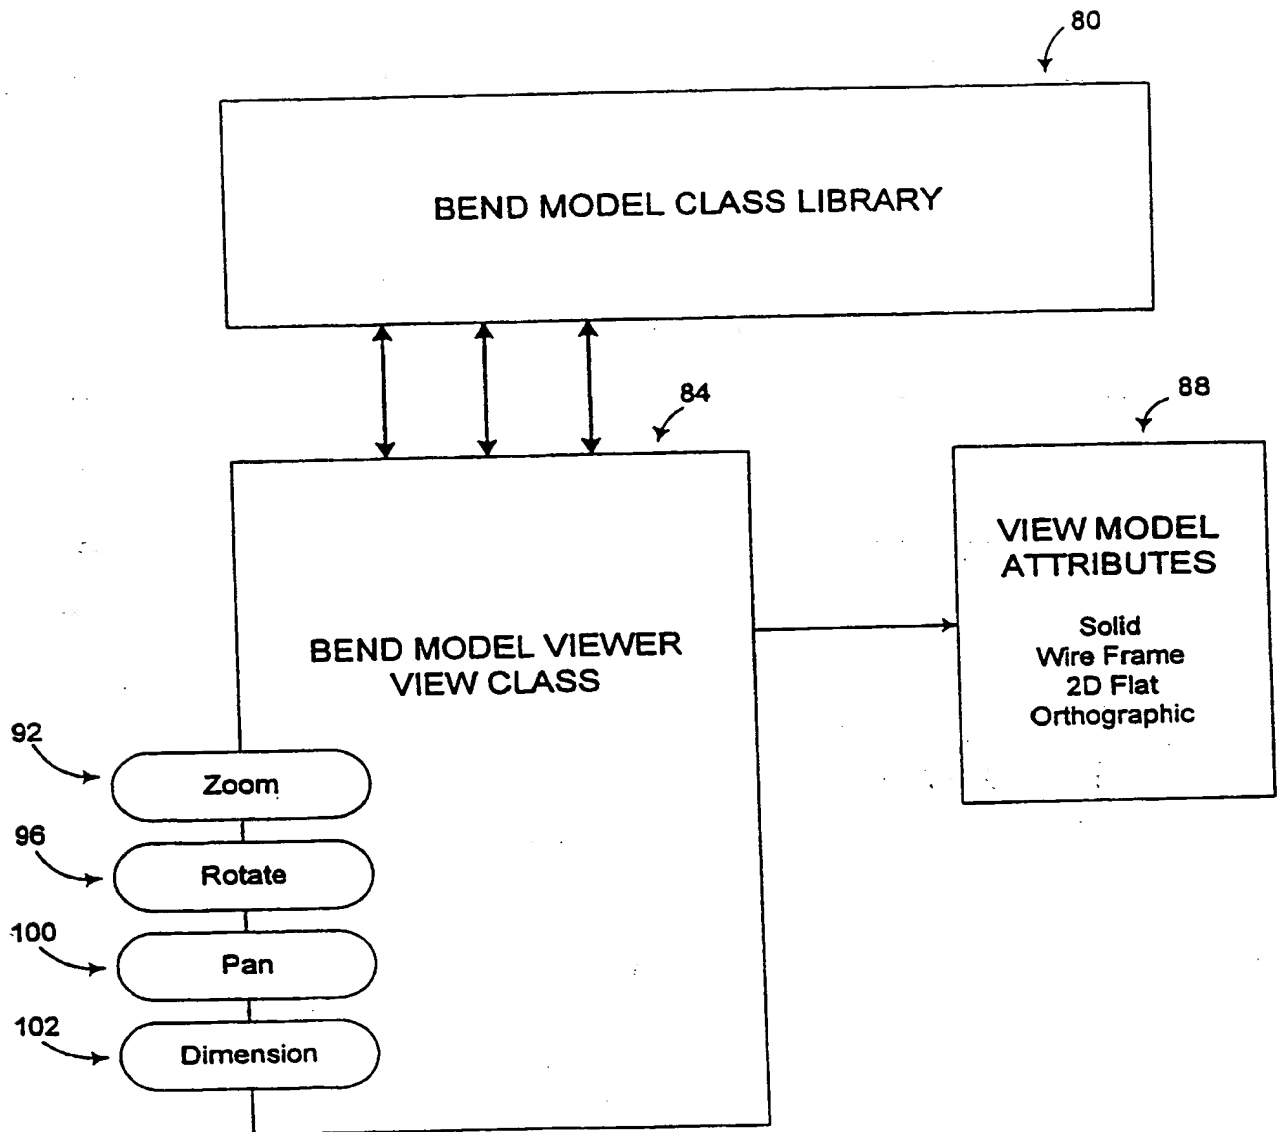 80
BEND MODEL CLASS LIBRARY
84
88
VIEW MODEL
ATTRIBUTES
Solid
Wire Frame
2D Flat
Orthographic
BEND MODEL VIEWER
VIEW CLASS
92
Zoom
96
Rotate
100
Pan
102
Dimension